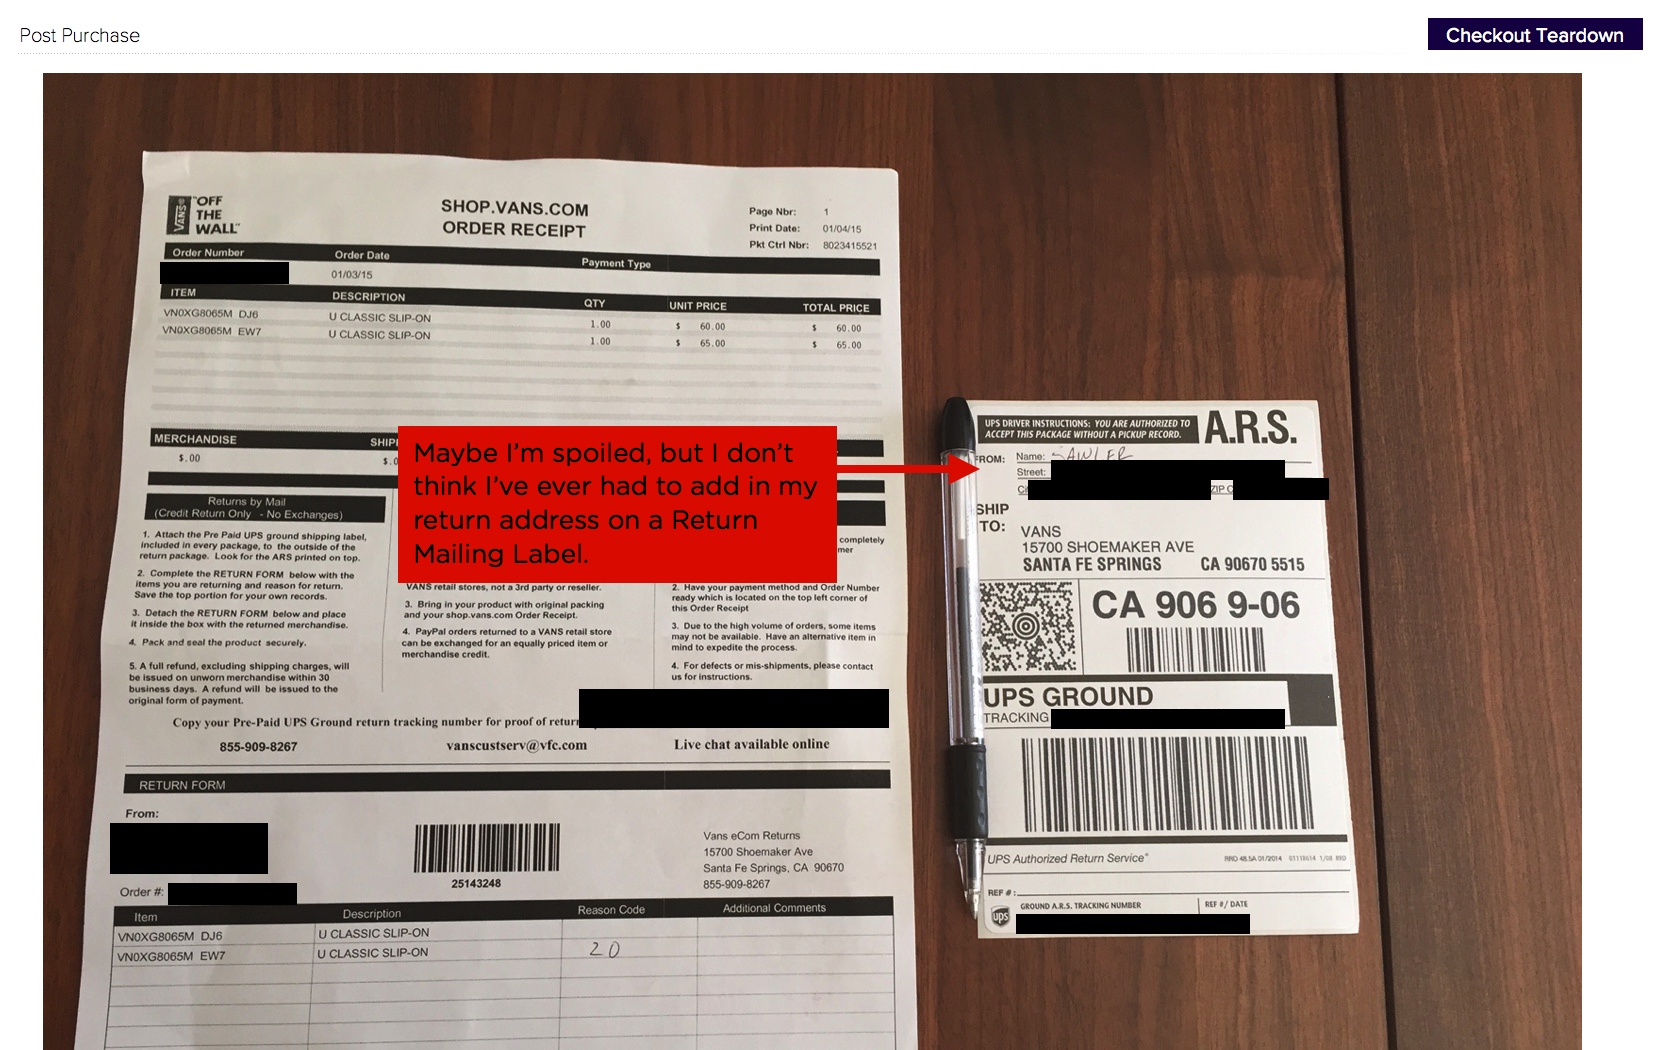 Post Purchase
Checkout Teardown
VANS
"OFF
THE
WALL"
SHOP.VANS.COM
ORDER RECEIPT
Page Nbr: 1
Print Date: 01/04/15
Pkt Ctrl Nbr: 8023415521
Order Number Order Date Payment Type
01/03/15
ITEM DESCRIPTION QTY UNIT PRICE TOTAL PRICE
VN0XG8065M DJ6 U CLASSIC SLIP-ON 1.00 $ 60.00 $ 60.00
VN0XG8065M EW7 U CLASSIC SLIP-ON 1.00 $ 65.00 $ 65.00
MERCHANDISE
$.00
Maybe I'm spoiled, but I don't
think I've ever had to add in my
return address on a Return
Mailing Label.
Returns by Mail
(Credit Return Only - No Exchanges)
1. Attach the Pre Paid UPS ground shipping label,
included in every package, to the outside of the
return package. Look for the ARS printed on top.
2. Complete the RETURN FORM below with the
items you are returning and reason for return.
Save the top portion for your own records.
3. Detach the RETURN FORM below and place
it inside the box with the returned merchandise.
4. Pack and seal the product securely.
5. A full refund, excluding shipping charges, will
be issued on unworn merchandise within 30
business days. A refund will be issued to the
original form of payment.
VANS retail stores, not a 3rd party or reseller.
3. Bring in your product with original packing
and your shop.vans.com Order Receipt.
4. PayPal orders returned to a VANS retail store
can be exchanged for an equally priced item or
merchandise credit.
completely
2. Have your payment method and Order Number
ready which is located on the top left corner of
this Order Receipt
3. Due to the high volume of orders, some items
may not be available. Have an alternative item in
mind to expedite the process.
4. For defects or mis-shipments, please contact
us for instructions.
Copy your Pre-Paid UPS Ground return tracking number for proof of return
855-909-8267 vanscustserv@vfc.com Live chat available online
RETURN FORM
From:
25143248
Vans eCom Returns
15700 Shoemaker Ave
Santa Fe Springs, CA 90670
855-909-8267
Order #:
Item Description Reason Code Additional Comments
VN0XG8065M DJ6 U CLASSIC SLIP-ON
VN0XG8065M EW7 U CLASSIC SLIP-ON 20
UPS DRIVER INSTRUCTIONS: YOU ARE AUTHORIZED TO
ACCEPT THIS PACKAGE WITHOUT A PICKUP RECORD.
A.R.S.
FROM: Name:
Street:
SHIP
TO:
VANS
15700 SHOEMAKER AVE
SANTA FE SPRINGS CA 90670 5515
CA 906 9-06
UPS GROUND
TRACKING
UPS Authorized Return Service
RRD 48.5A 01/2014
REF #:
ups
GROUND A.R.S. TRACKING NUMBER REF #/ DATE